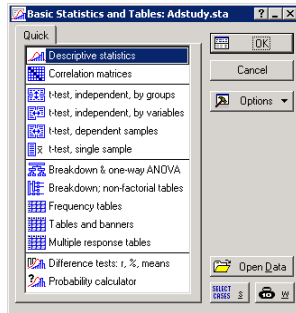 Basic Statistics and Tables: Adstudy.sta
Quick
Descriptive statistics
Correlation matrices
t-test, independent, by groups
t-test, independent, by variables
t-test, dependent samples
t-test, single sample
Breakdown & one-way ANOVA
Breakdown; non-factorial tables
Frequency tables
Tables and banners
Multiple response tables
Difference tests: r, %, means
Probability calculator
OK
Cancel
Options
Open Data
SELECT CASES S
W